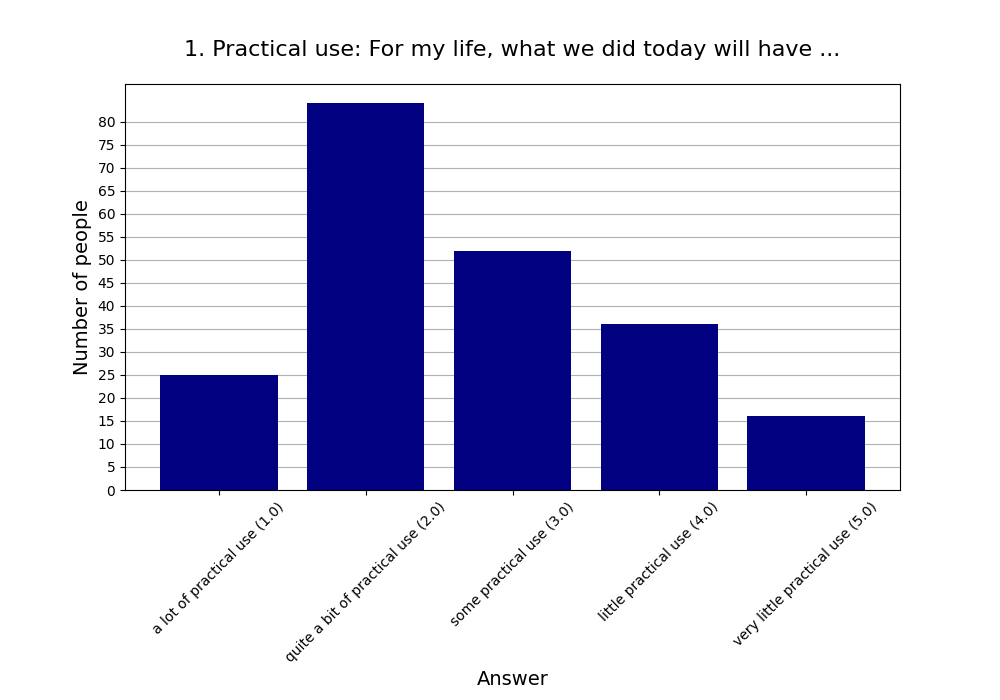 1. Practical use: For my life, what we did today will have ...
Number of people
80
75
70
65
60
55
50
45
40
35
30
25
20
15
10
5
0
a lot of practical use (1.0)
quite a bit of practical use (2.0)
some practical use (3.0)
little practical use (4.0)
very little practical use (5.0)
Answer